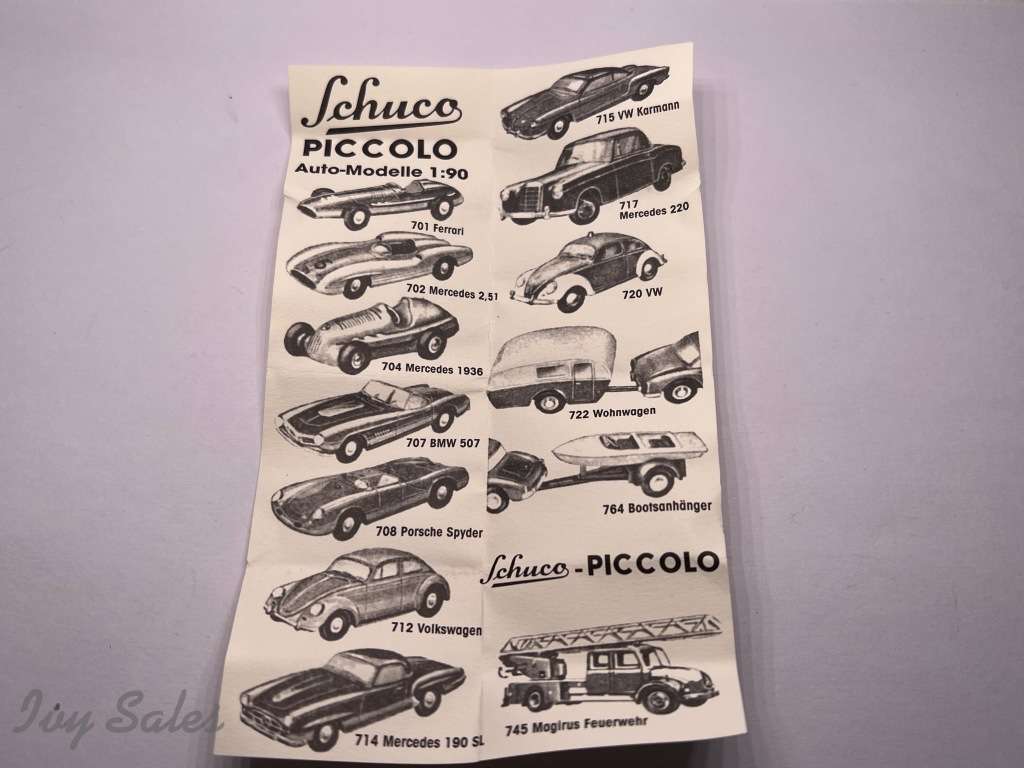 Schuco
PICCOLO
Auto-Modelle 1:90
701 Ferrari
702 Mercedes 2,5l
704 Mercedes 1936
707 BMW 507
708 Porsche Spyder
712 Volkswagen
714 Mercedes 190 SL
715 VW Karmann
717
Mercedes 220
720 VW
722 Wohnwagen
764 Bootsanhänger
Schuco-PICCOLO
745 Magirus Feuerwehr
Ivy Sales